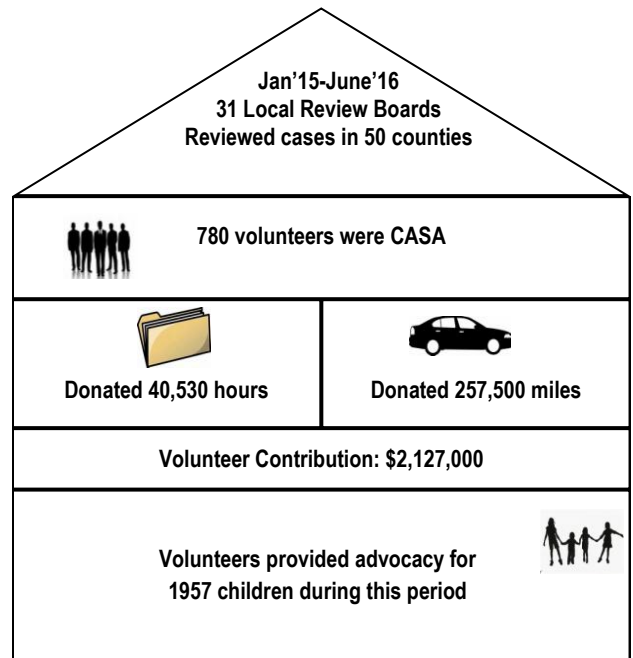 Jan’15-June’16
31 Local Review Boards
Reviewed cases in 50 counties
780 volunteers were CASA
Donated 40,530 hours
Donated 257,500 miles
Volunteer Contribution: $2,127,000
Volunteers provided advocacy for
1957 children during this period